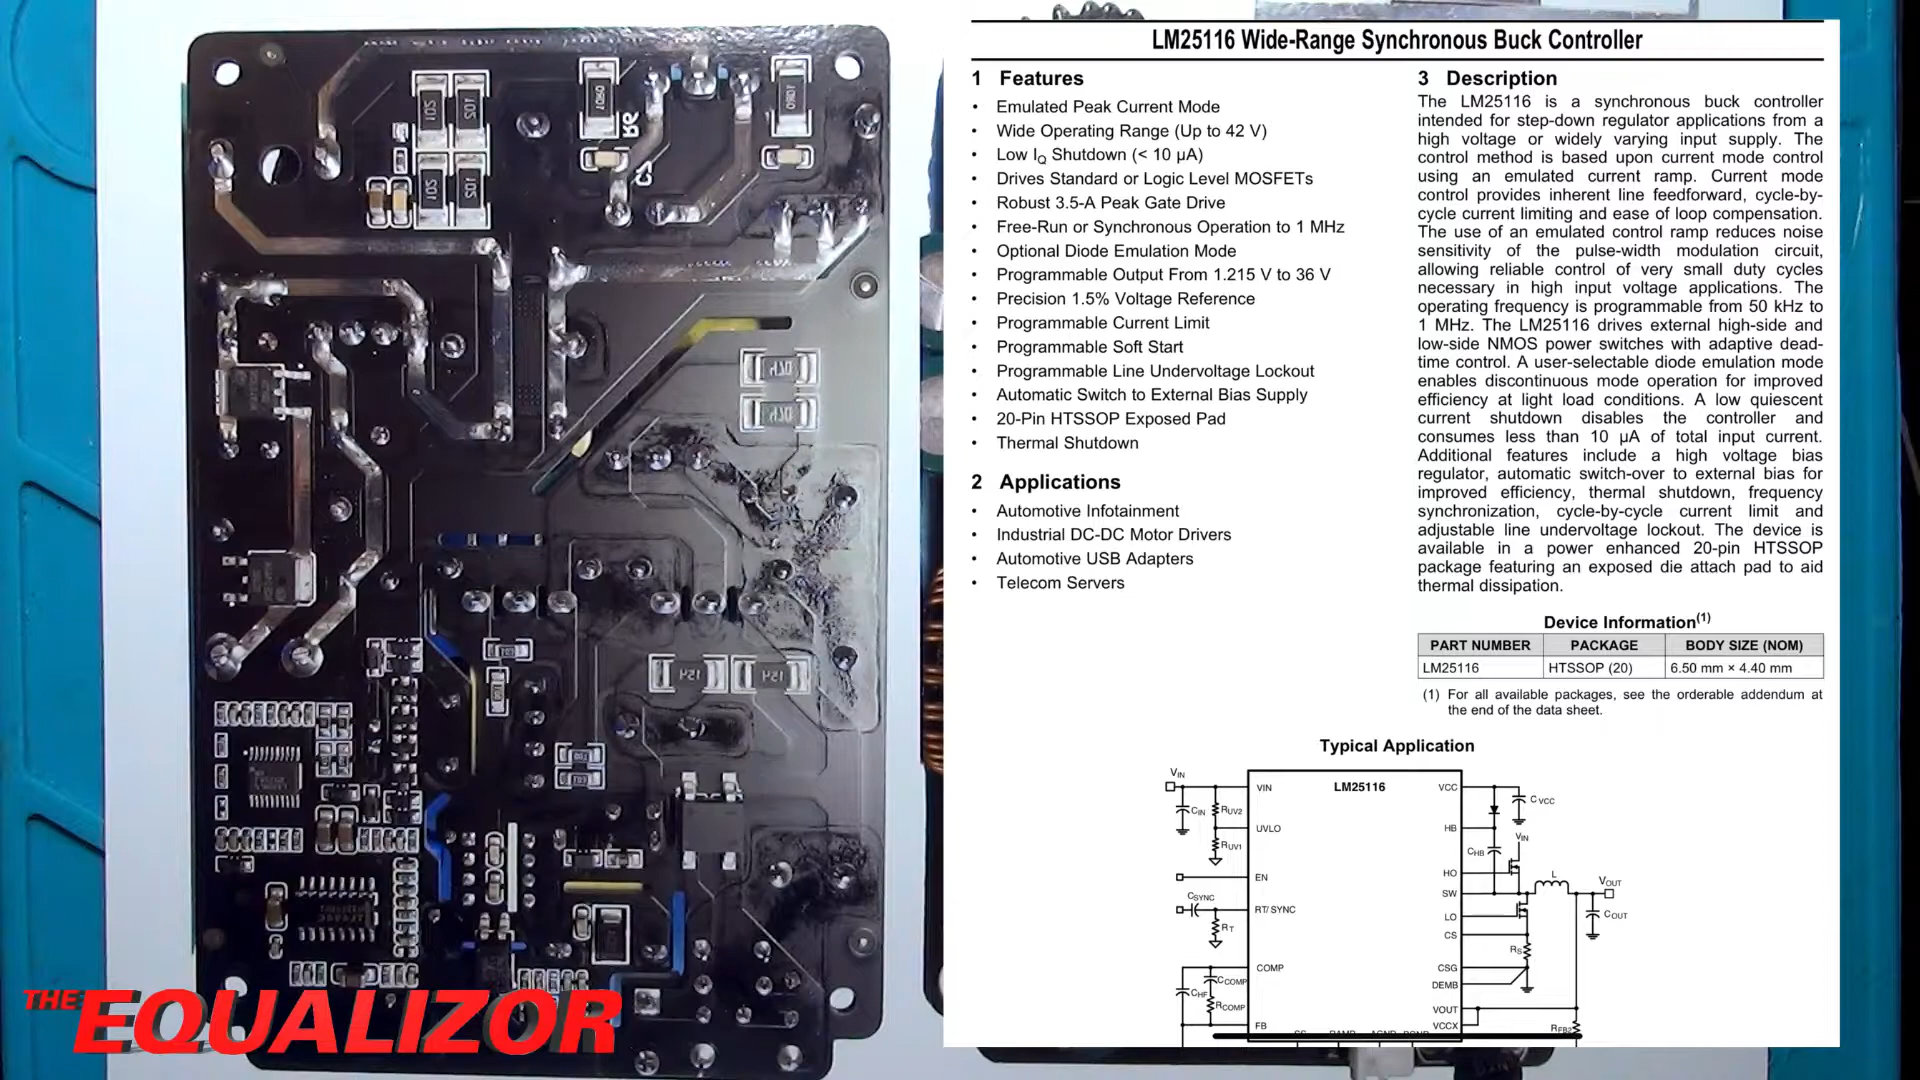 LM25116 Wide-Range Synchronous Buck Controller
1 Features
• Emulated Peak Current Mode
• Wide Operating Range (Up to 42 V)
• Low IQ Shutdown (< 10 µA)
• Drives Standard or Logic Level MOSFETs
• Robust 3.5-A Peak Gate Drive
• Free-Run or Synchronous Operation to 1 MHz
• Optional Diode Emulation Mode
• Programmable Output From 1.215 V to 36 V
• Precision 1.5% Voltage Reference
• Programmable Current Limit
• Programmable Soft Start
• Programmable Line Undervoltage Lockout
• Automatic Switch to External Bias Supply
• 20-Pin HTSSOP Exposed Pad
• Thermal Shutdown
2 Applications
• Automotive Infotainment
• Industrial DC-DC Motor Drivers
• Automotive USB Adapters
• Telecom Servers
3 Description
The LM25116 is a synchronous buck controller
intended for step-down regulator applications from a
high voltage or widely varying input supply. The
control method is based upon current mode control
using an emulated current ramp. Current mode
control provides inherent line feedforward, cycle-by-
cycle current limiting and ease of loop compensation.
The use of an emulated control ramp reduces noise
sensitivity of the pulse-width modulation circuit,
allowing reliable control of very small duty cycles
necessary in high input voltage applications. The
operating frequency is programmable from 50 kHz to
1 MHz. The LM25116 drives external high-side and
low-side NMOS power switches with adaptive dead-
time control. A user-selectable diode emulation mode
enables discontinuous mode operation for improved
efficiency at light load conditions. A low quiescent
current shutdown disables the controller and
consumes less than 10 µA of total input current.
Additional features include a high voltage bias
regulator, automatic switch-over to external bias for
improved efficiency, thermal shutdown, frequency
synchronization, cycle-by-cycle current limit and
adjustable line undervoltage lockout. The device is
available in a power enhanced 20-pin HTSSOP
package featuring an exposed die attach pad to aid
thermal dissipation.
Device Information(1)
PART NUMBER PACKAGE BODY SIZE (NOM)
LM25116 HTSSOP (20) 6.50 mm × 4.40 mm
(1) For all available packages, see the orderable addendum at
the end of the data sheet.
Typical Application
VIN
VIN LM25116 VCC
CIN RUV2 CVCC
UVLO HB VIN
RUV1 CHB
EN HO
L
SW VOUT
CSYNC
RT/SYNC LO COUT
RT CS
RS
COMP CSG
CCOMP DEMB
CHF
RCOMP VOUT
FB VCCX RFB2
THE
EQUALIZOR